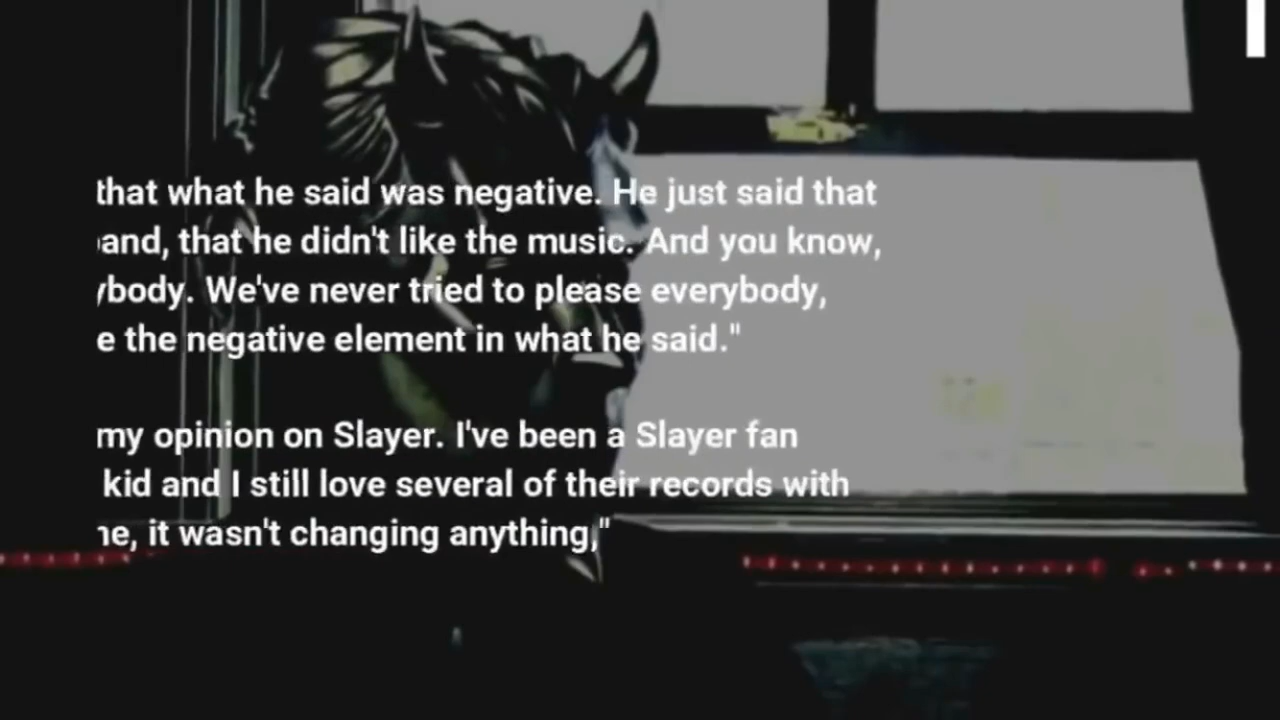 that what he said was negative. He just said that
and, that he didn't like the music. And you know,
ybody. We've never tried to please everybody,
e the negative element in what he said."
my opinion on Slayer. I've been a Slayer fan
kid and I still love several of their records with
e, it wasn't changing anything,"